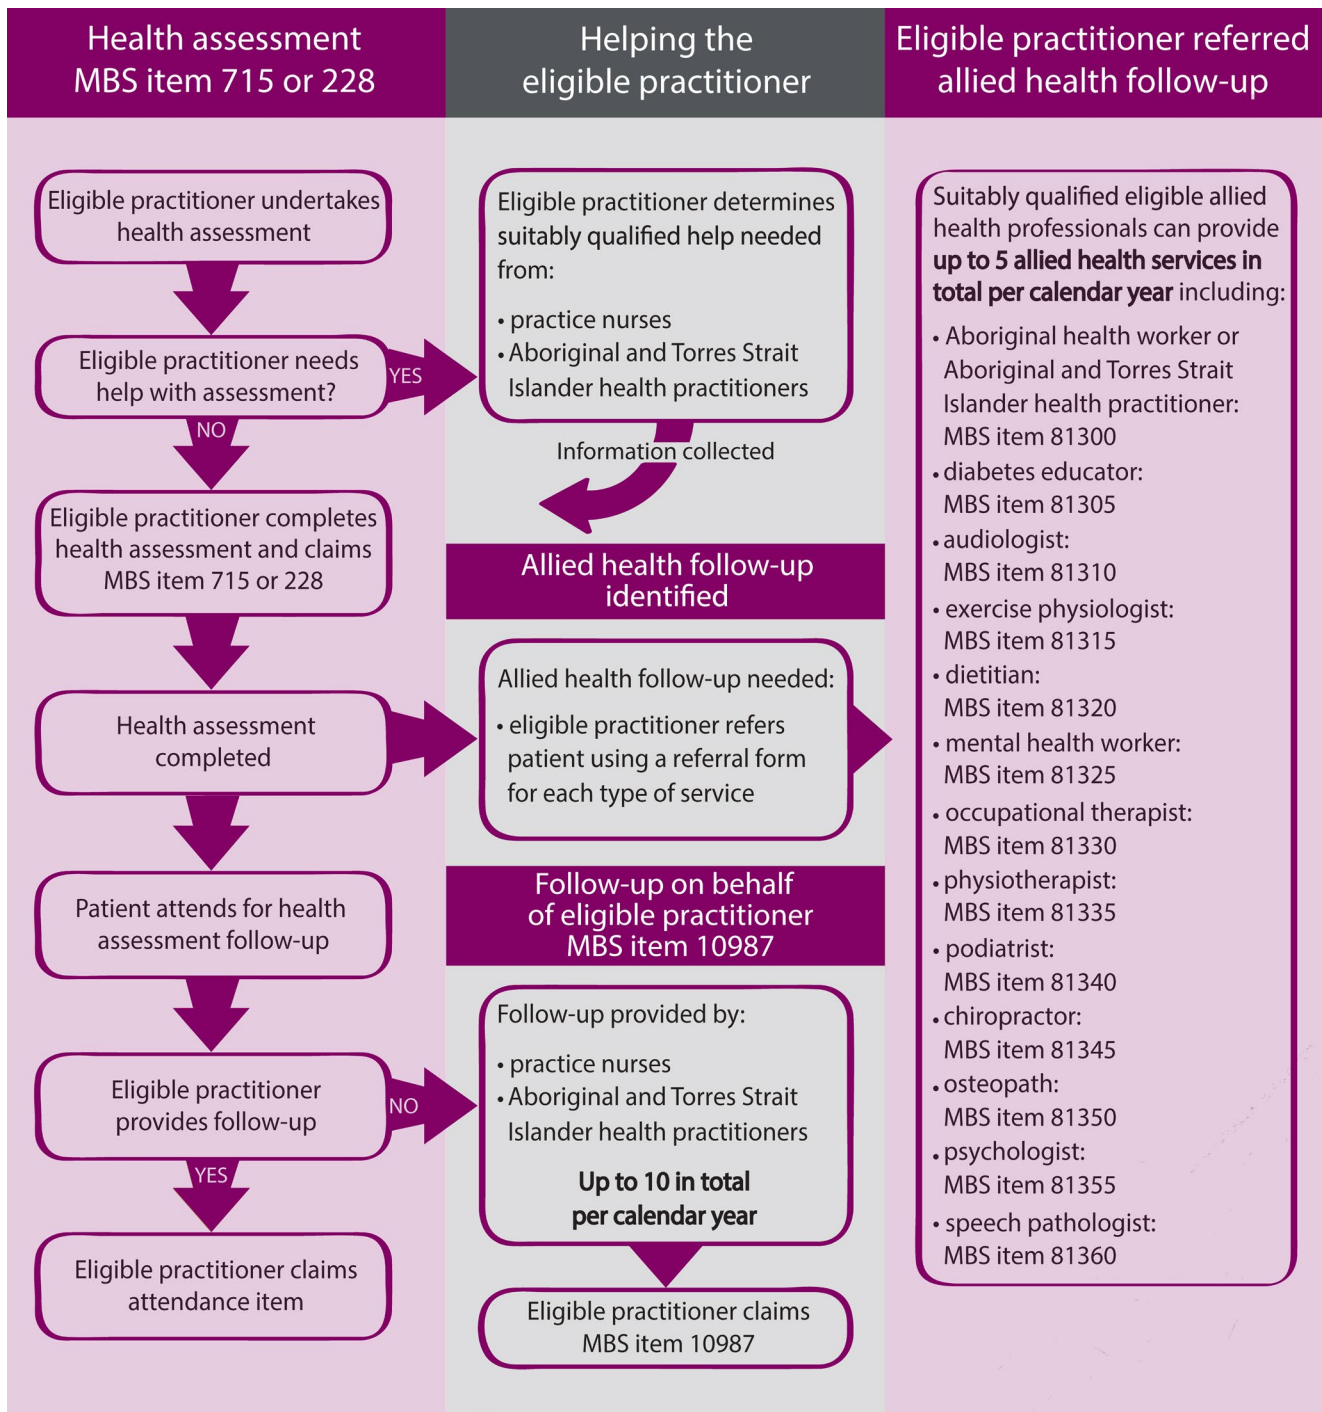 Health assessment
MBS item 715 or 228
Eligible practitioner undertakes
health assessment
Eligible practitioner needs
help with assessment?
YES
NO
Eligible practitioner completes
health assessment and claims
MBS item 715 or 228
Health assessment
completed
Patient attends for health
assessment follow-up
Eligible practitioner
provides follow-up
NO
YES
Eligible practitioner claims
attendance item
Helping the
eligible practitioner
Eligible practitioner determines
suitably qualified help needed
from:
• practice nurses
• Aboriginal and Torres Strait
Islander health practitioners
Information collected
Allied health follow-up
identified
Allied health follow-up needed:
• eligible practitioner refers
patient using a referral form
for each type of service
Follow-up on behalf
of eligible practitioner
MBS item 10987
Follow-up provided by:
• practice nurses
• Aboriginal and Torres Strait
Islander health practitioners
Up to 10 in total
per calendar year
Eligible practitioner claims
MBS item 10987
Eligible practitioner referred
allied health follow-up
Suitably qualified eligible allied
health professionals can provide
up to 5 allied health services in
total per calendar year including:
• Aboriginal health worker or
Aboriginal and Torres Strait
Islander health practitioner:
MBS item 81300
• diabetes educator:
MBS item 81305
• audiologist:
MBS item 81310
• exercise physiologist:
MBS item 81315
• dietitian:
MBS item 81320
• mental health worker:
MBS item 81325
• occupational therapist:
MBS item 81330
• physiotherapist:
MBS item 81335
• podiatrist:
MBS item 81340
• chiropractor:
MBS item 81345
• osteopath:
MBS item 81350
• psychologist:
MBS item 81355
• speech pathologist:
MBS item 81360